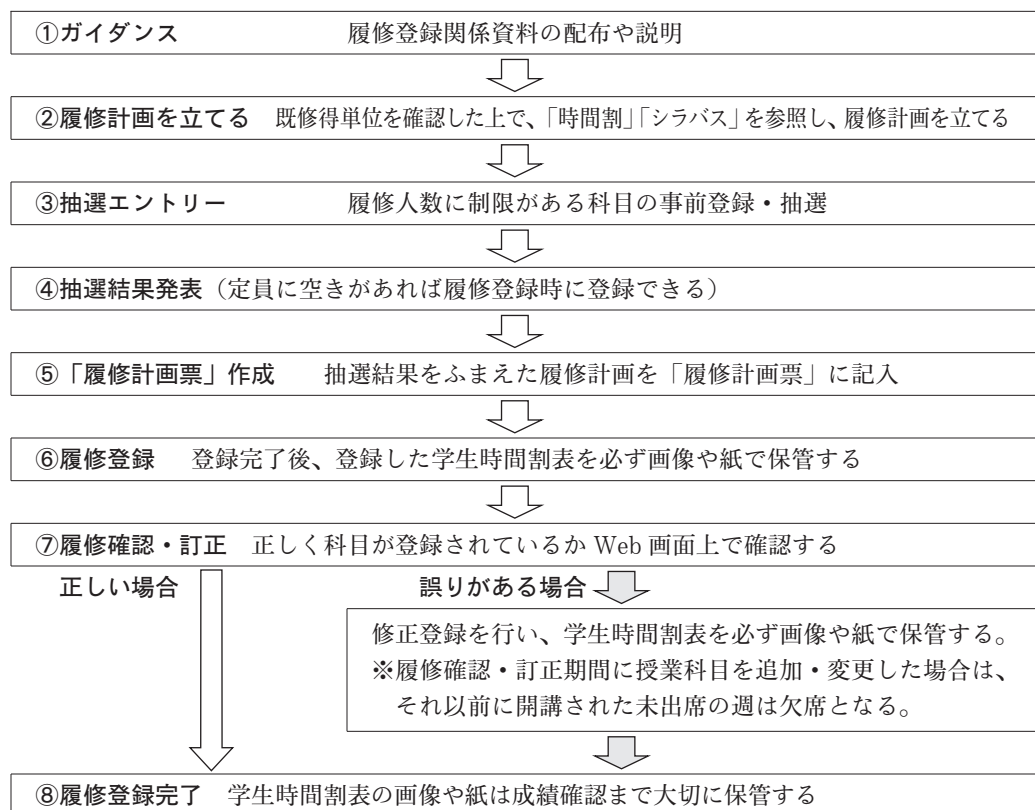 ①ガイダンス 履修登録関係資料の配布や説明
②履修計画を立てる 既修得単位を確認した上で、「時間割」「シラバス」を参照し、履修計画を立てる
③抽選エントリー 履修人数に制限がある科目の事前登録・抽選
④抽選結果発表（定員に空きがあれば履修登録時に登録できる）
⑤「履修計画票」作成 抽選結果をふまえた履修計画を「履修計画票」に記入
⑥履修登録 登録完了後、登録した学生時間割表を必ず画像や紙で保管する
⑦履修確認・訂正 正しく科目が登録されているか Web 画面上で確認する
正しい場合 誤りがある場合
修正登録を行い、学生時間割表を必ず画像や紙で保管する。
※履修確認・訂正期間に授業科目を追加・変更した場合は、
それ以前に開講された未出席の週は欠席となる。
⑧履修登録完了 学生時間割表の画像や紙は成績確認まで大切に保管する